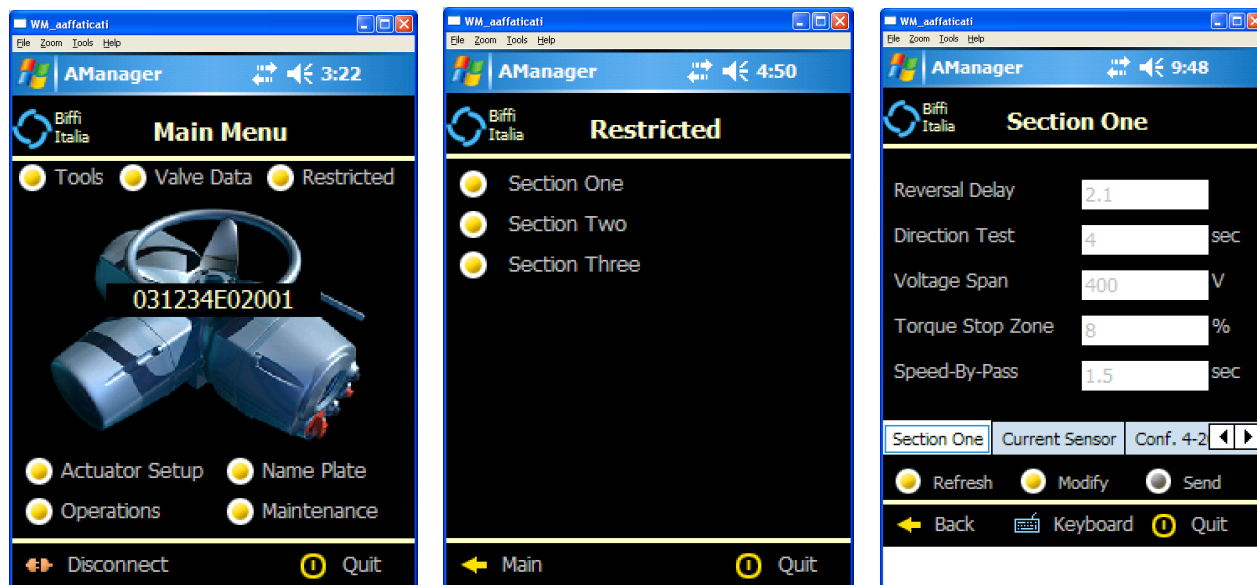 WM_aaffaticati
File Zoom Tools Help
AManager 3:22
Biffi
Italia
Main Menu
Tools Valve Data Restricted
031234E02001
Actuator Setup Name Plate
Operations Maintenance
Disconnect Quit
WM_aaffaticati
File Zoom Tools Help
AManager 4:50
Biffi
Italia
Restricted
Section One
Section Two
Section Three
Main Quit
WM_aaffaticati
File Zoom Tools Help
AManager 9:48
Biffi
Italia
Section One
Reversal Delay 2.1
Direction Test 4 sec
Voltage Span 400 V
Torque Stop Zone 8 %
Speed-By-Pass 1.5 sec
Section One Current Sensor Conf. 4-2
Refresh Modify Send
Back Keyboard Quit